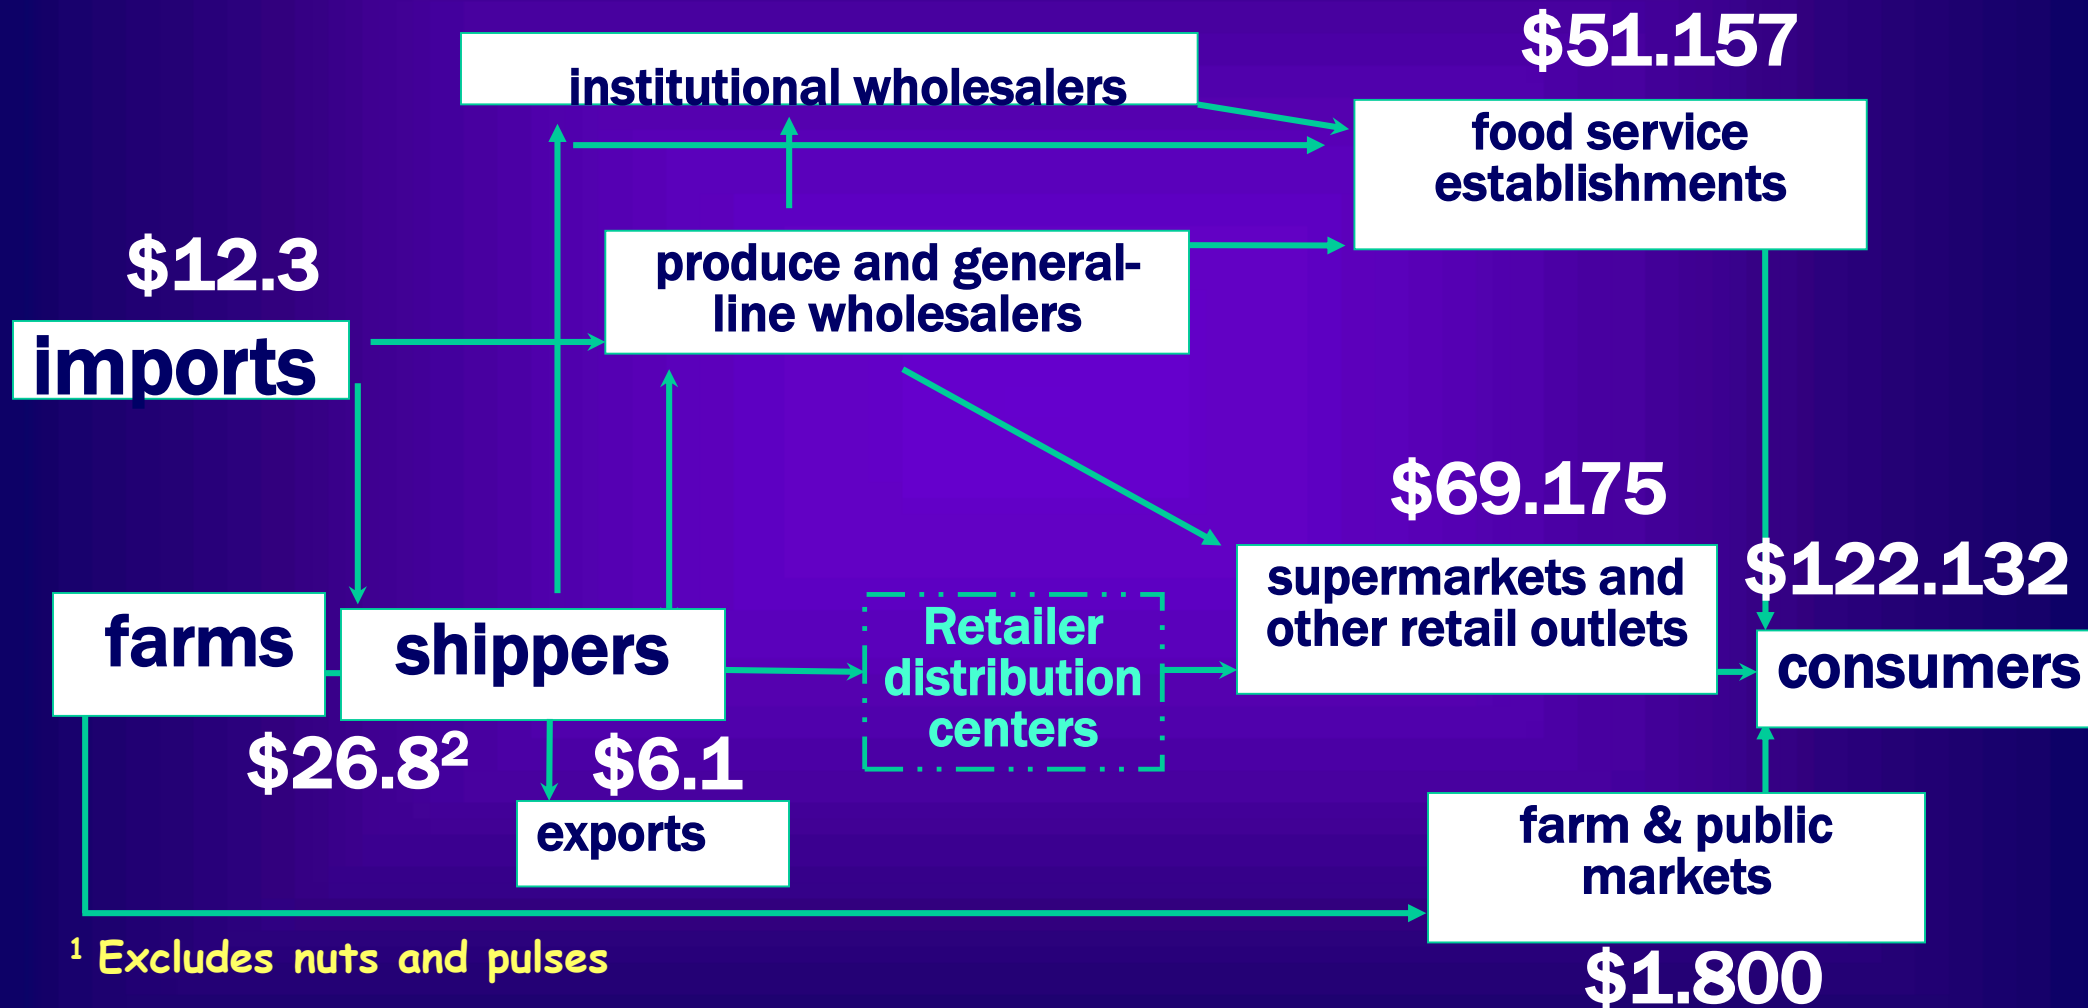 $51.157
institutional wholesalers
food service
establishments
$12.3
produce and general-
line wholesalers
imports
$69.175
$122.132
supermarkets and
other retail outlets
farms
shippers
Retailer
distribution
centers
consumers
$26.8²
$6.1
exports
farm & public
markets
¹ Excludes nuts and pulses
$1.800